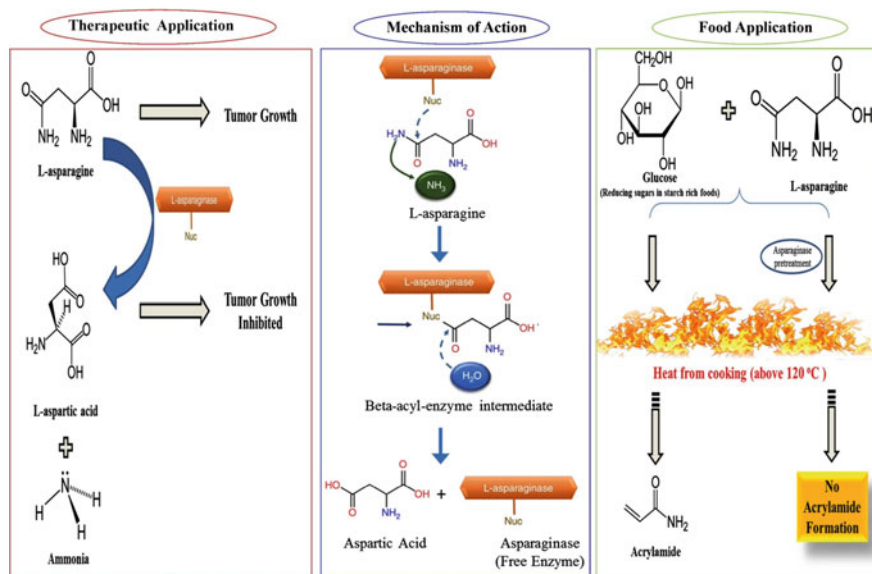 Therapeutic Application
O
OH
O
NH₂ NH₂
L-asparagine
Tumor Growth
L-asparaginase
Nuc
OH
O
H
O
H₂N
OH
L-aspartic acid
Tumor Growth
Inhibited
N
H
H
H
Ammonia
Mechanism of Action
L-asparaginase
Nuc
O
H₂N
OH
O
NH₂
NH₃
L-asparagine
L-asparaginase
Nuc
O
OH
O
NH₂
H₂O
Beta-acyl-enzyme intermediate
O
HO
OH
O
NH₂
+
L-asparaginase
Nuc
Aspartic Acid
Asparaginase
(Free Enzyme)
Food Application
CH₂OH
O
OH
H
HO
OH
OH
Glucose
(Reducing sugars in starch rich foods)
O
O
OH
NH₂ NH₂
L-asparagine
Asparaginase
pretreatment
Heat from cooking (above 120 °C )
O
NH₂
Acrylamide
No
Acrylamide
Formation